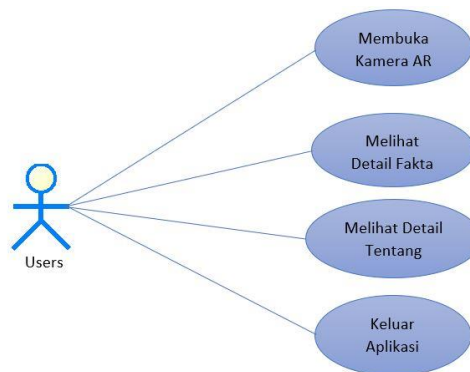 Membuka
Kamera AR
Melihat
Detail Fakta
Melihat Detail
Tentang
Keluar
Aplikasi
Users